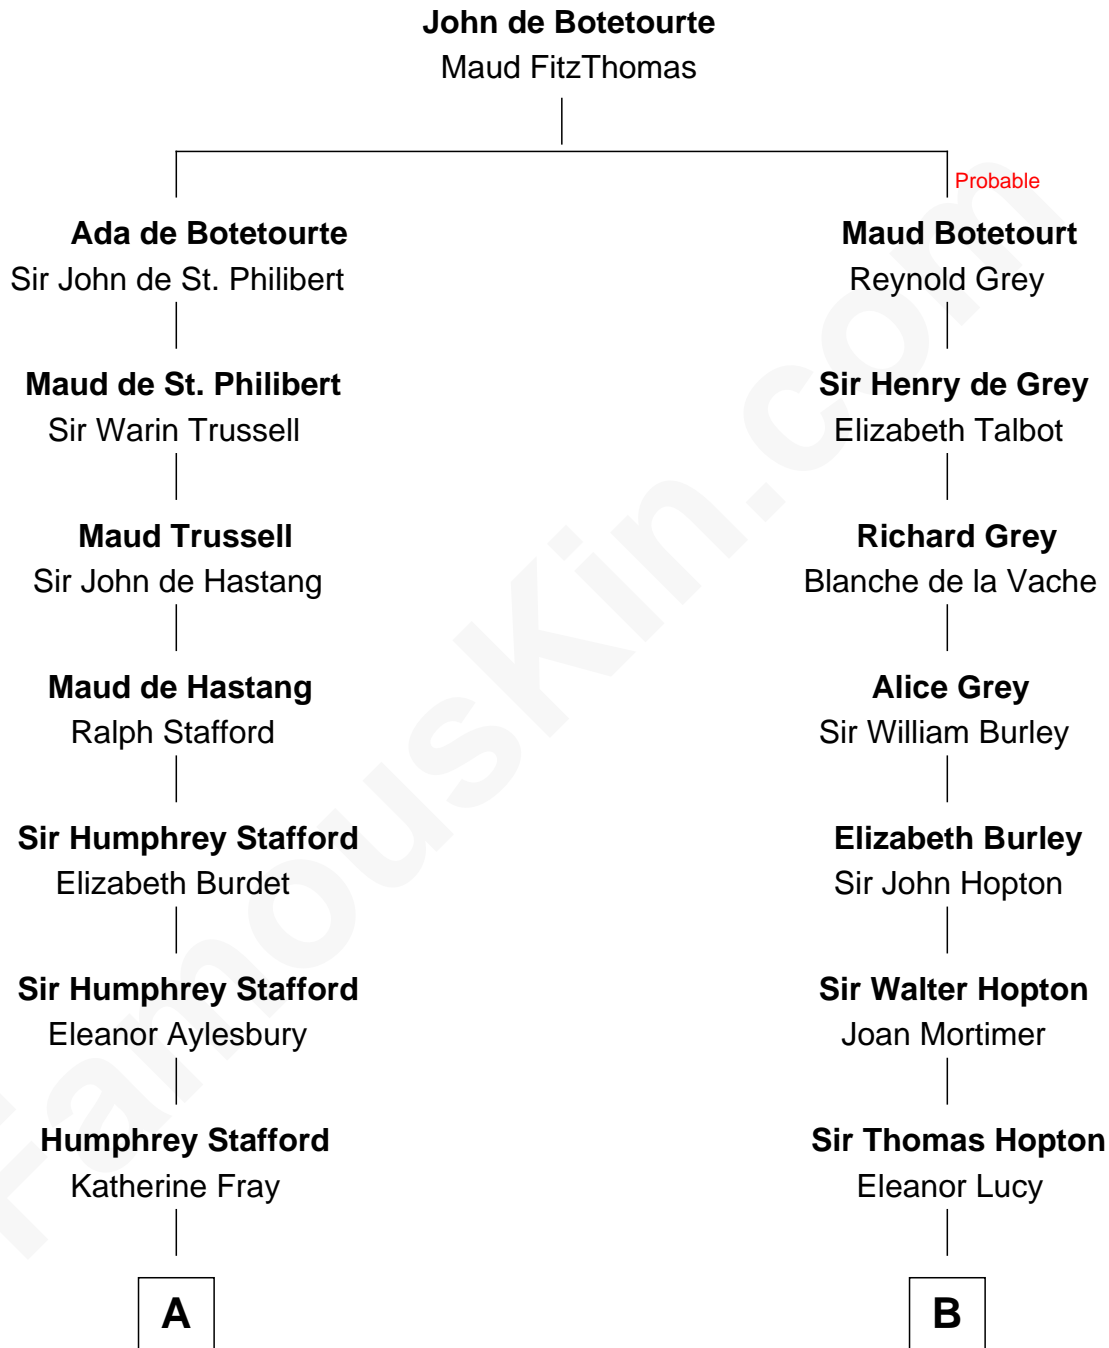 John de Botetourte
Maud FitzThomas
Probable
Ada de Botetourte
Sir John de St. Philibert
Maud Botetourt
Reynold Grey
Maud de St. Philibert
Sir Warin Trussell
Sir Henry de Grey
Elizabeth Talbot
Maud Trussell
Sir John de Hastang
Richard Grey
Blanche de la Vache
Maud de Hastang
Ralph Stafford
Alice Grey
Sir William Burley
Sir Humphrey Stafford
Elizabeth Burdet
Elizabeth Burley
Sir John Hopton
Sir Humphrey Stafford
Eleanor Aylesbury
Sir Walter Hopton
Joan Mortimer
Humphrey Stafford
Katherine Fray
Sir Thomas Hopton
Eleanor Lucy
A
B
FamousKin.com